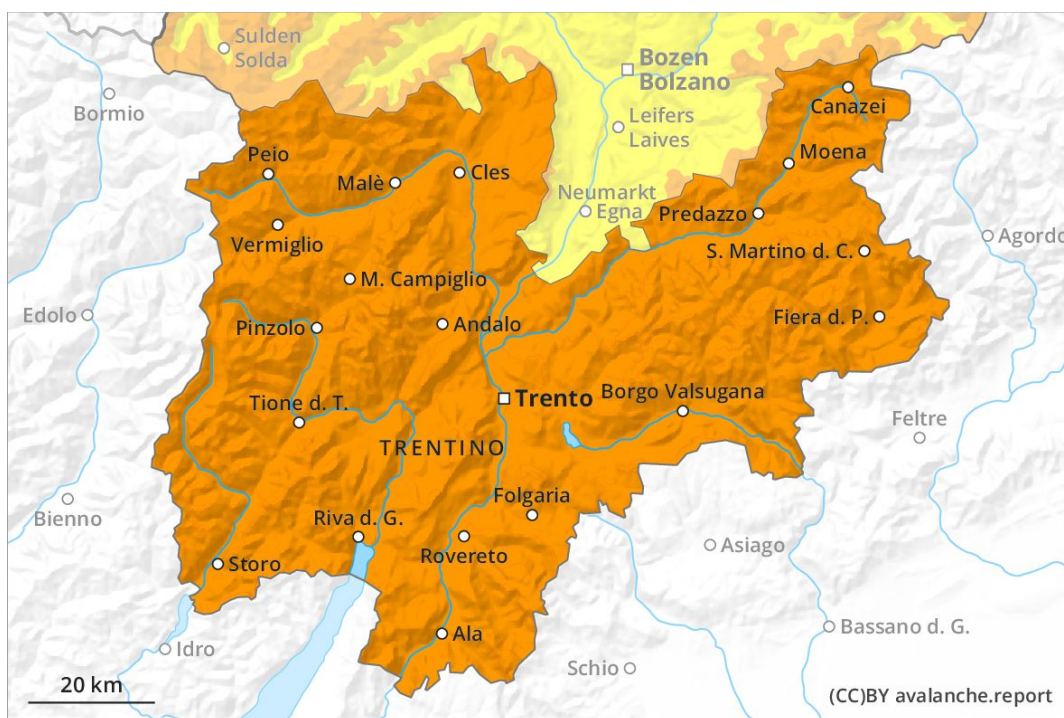 Sulden
Solda
Bozen
Bolzano
Bormio
Canazei
Leifers
Laives
Peio
Moena
Malè
Cles
Neumarkt
Egna
Predazzo
Vermiglio
Agordo
S. Martino d. C.
M. Campiglio
Edolo
Pinzolo
Andalo
Fiera d. P.
Trento
Borgo Valsugana
Tione d. T.
Feltre
TRENTINO
Bienno
Folgaria
Riva d. G.
Asiago
Rovereto
Storo
Bassano d. G.
Ala
Idro
Schio
20 km
(CC)BY avalanche.report